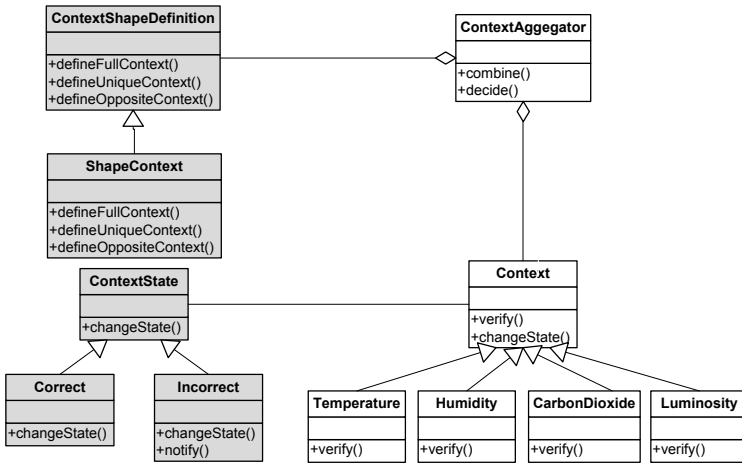 ContextShapeDefinition
+defineFullContext()
+defineUniqueContext()
+defineOppositeContext()
ContextAggegator
+combine()
+decide()
ShapeContext
+defineFullContext()
+defineUniqueContext()
+defineOppositeContext()
ContextState
+changeState()
Context
+verify()
+changeState()
Correct
+changeState()
Incorrect
+changeState()
+notify()
Temperature
+verify()
Humidity
+verify()
CarbonDioxide
+verify()
Luminosity
+verify()